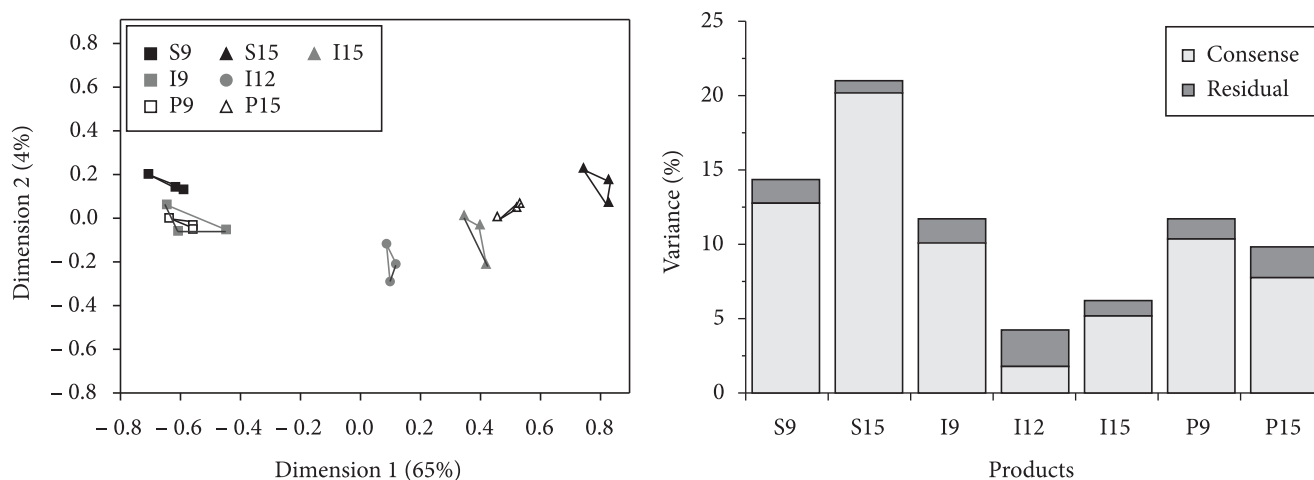 S9 S15 I15
I9 I12
P9 P15
Dimension 2 (4%)
0.8
0.6
0.4
0.2
0.0
– 0.2
– 0.4
– 0.6
– 0.8
– 0.8 – 0.6 – 0.4 – 0.2 0.0 0.2 0.4 0.6 0.8
Dimension 1 (65%)
Variance (%)
25
20
15
10
5
0
Consense
Residual
S9 S15 I9 I12 I15 P9 P15
Products